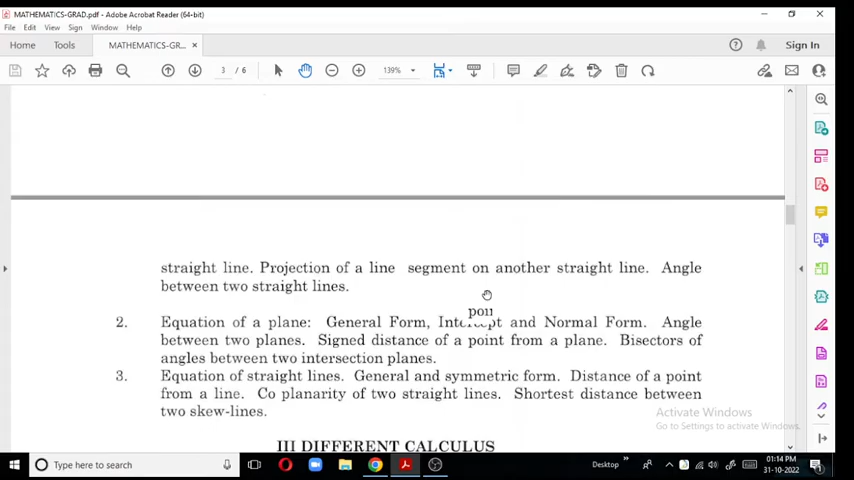 MATHEMATICS-GRAD.pdf - Adobe Acrobat Reader (64-bit)
File Edit View Sign Window Help
Home Tools MATHEMATICS-GR... × Sign In
3 / 6 139%
straight line. Projection of a line segment on another straight line. Angle
between two straight lines.
2. Equation of a plane: General Form, Intercept and Normal Form. Angle
between two planes. Signed distance of a point from a plane. Bisectors of
angles between two intersection planes.
3. Equation of straight lines. General and symmetric form. Distance of a point
from a line. Co planarity of two straight lines. Shortest distance between
two skew-lines.
III DIFFERENT CALCULUS
Activate Windows
Go to Settings to activate Windows.
Type here to search
Desktop
01:14 PM
31-10-2022